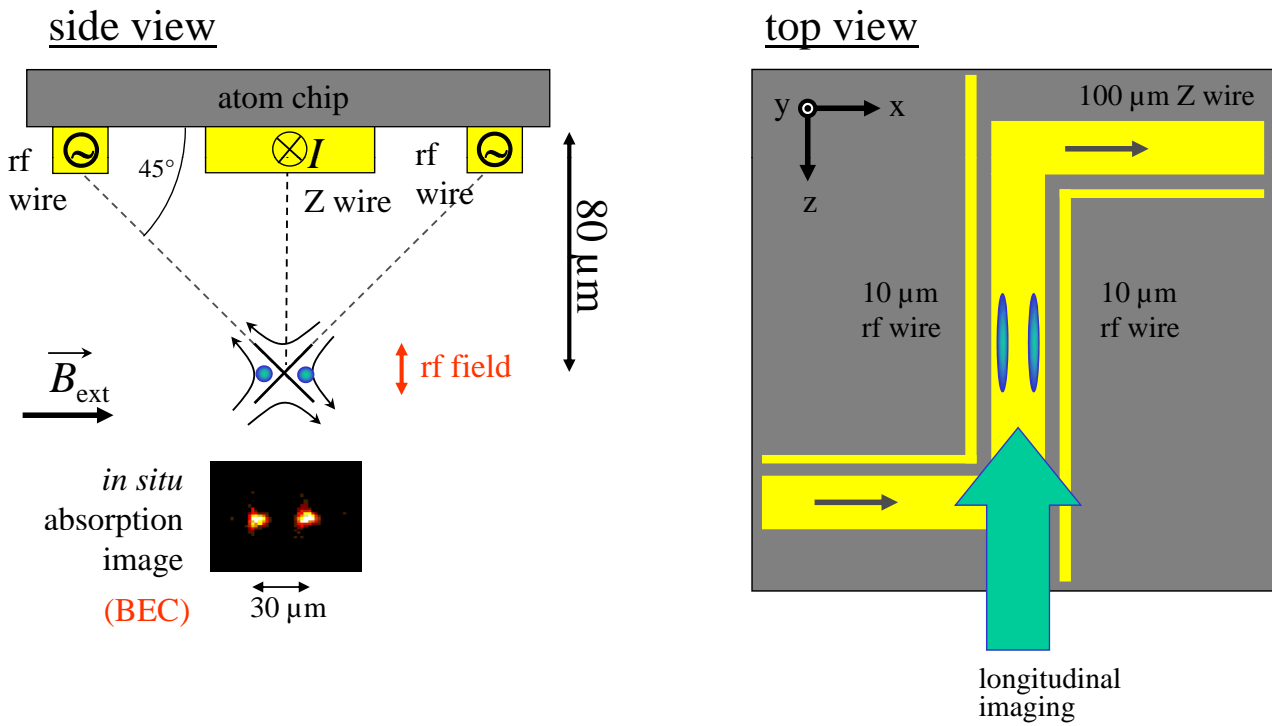 side view
atom chip
rf
wire
45°
I
Z wire
rf
wire
80 µm
B ext
rf field
in situ
absorption
image
(BEC)
30 µm
top view
y
x
z
100 µm Z wire
10 µm
rf wire
10 µm
rf wire
longitudinal
imaging